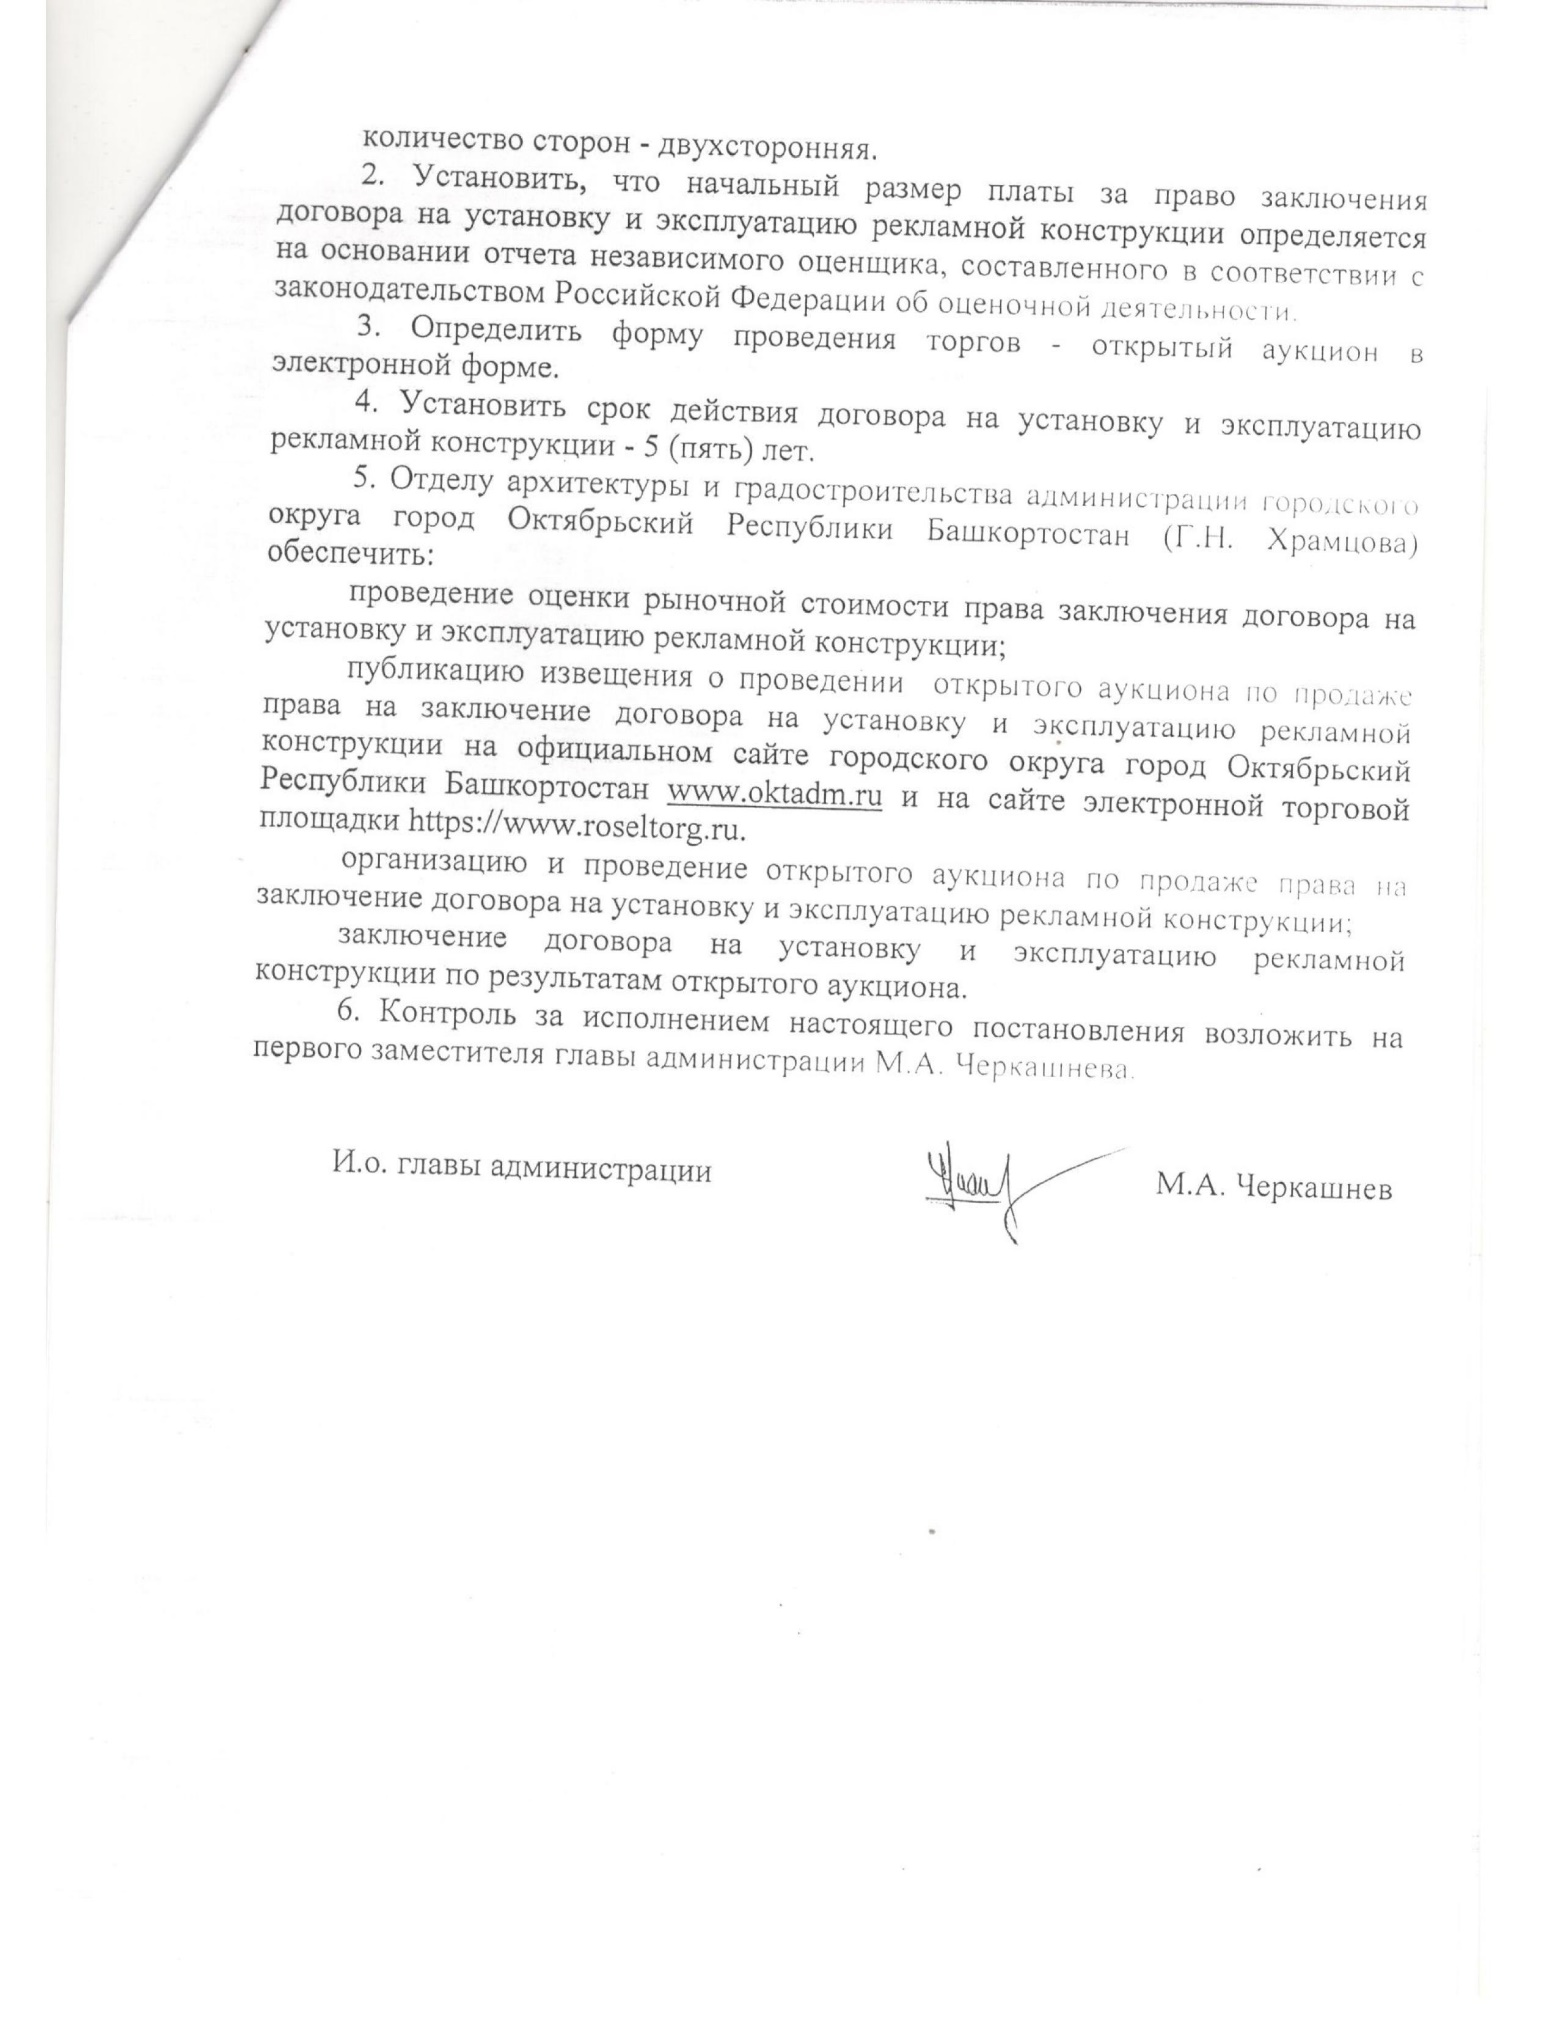 количество сторон - двухсторонняя.
2. Установить, что начальный размер платы за право заключения
договора на установку и эксплуатацию рекламной конструкции определяется
на основании отчета независимого оценщика, составленного в соответствии с
законодательством Российской Федерации об оценочной деятельности.
3. Определить форму проведения торгов - открытый аукцион в
электронной форме.
4. Установить срок действия договора на установку и эксплуатацию
рекламной конструкции - 5 (пять) лет.
5. Отделу архитектуры и градостроительства администрации городского
округа город Октябрьский Республики Башкортостан (Г.Н. Храмцова)
обеспечить:
проведение оценки рыночной стоимости права заключения договора на
установку и эксплуатацию рекламной конструкции;
публикацию извещения о проведении открытого аукциона по продаже
права на заключение договора на установку и эксплуатацию рекламной
конструкции на официальном сайте городского округа город Октябрьский
Республики Башкортостан www.oktadm.ru и на сайте электронной торговой
площадки https://www.roseltorg.ru.
организацию и проведение открытого аукциона по продаже права на
заключение договора на установку и эксплуатацию рекламной конструкции;
заключение договора на установку и эксплуатацию рекламной
конструкции по результатам открытого аукциона.
6. Контроль за исполнением настоящего постановления возложить на
первого заместителя главы администрации М.А. Черкашнева.
И.о. главы администрации М.А. Черкашнев